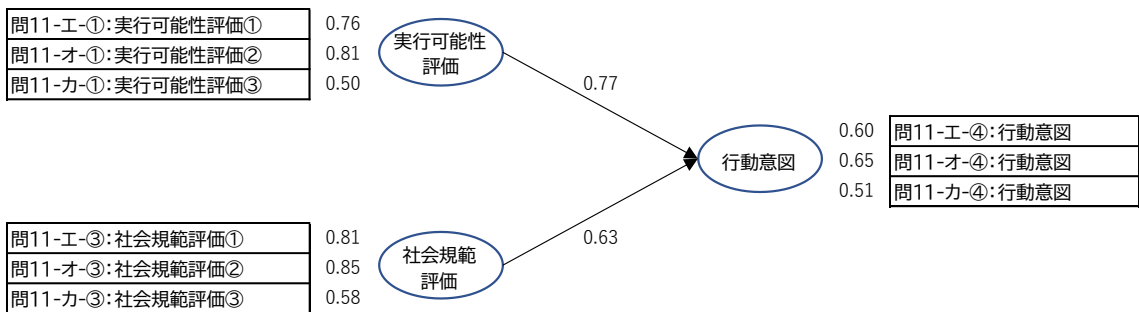 問11-エ-①：実行可能性評価① 0.76
問11-オ-①：実行可能性評価② 0.81
問11-カ-①：実行可能性評価③ 0.50
実行可能性
評価
0.77
行動意図
0.60 問11-エ-④：行動意図
0.65 問11-オ-④：行動意図
0.51 問11-カ-④：行動意図
問11-エ-③：社会規範評価① 0.81
問11-オ-③：社会規範評価② 0.85
問11-カ-③：社会規範評価③ 0.58
社会規範
評価
0.63